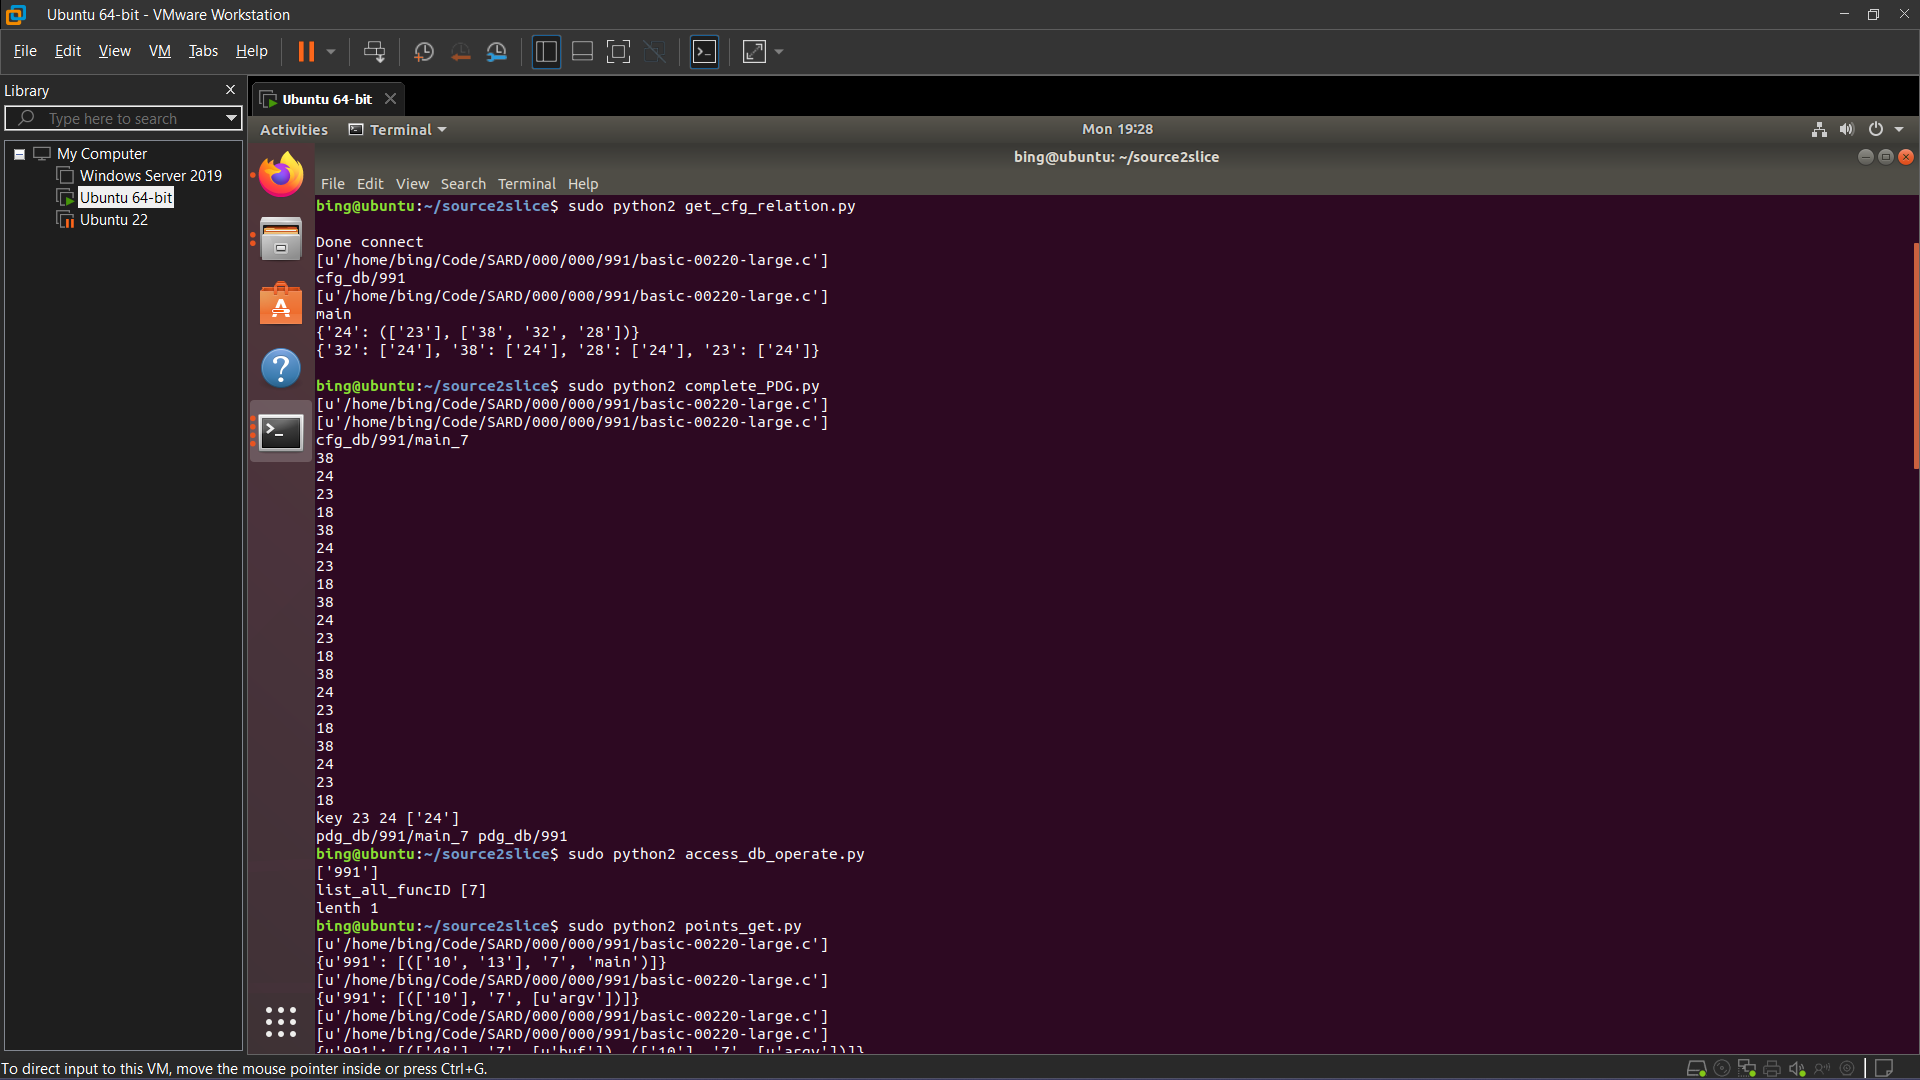 Ubuntu 64-bit - VMware Workstation
File Edit View VM Tabs Help
Library
Type here to search
My Computer
Windows Server 2019
Ubuntu 64-bit
Ubuntu 22
Ubuntu 64-bit
Activities Terminal Mon 19:28
bing@ubuntu: ~/source2slice
File Edit View Search Terminal Help
bing@ubuntu:~/source2slice$ sudo python2 get_cfg_relation.py
Done connect
[u'/home/bing/Code/SARD/000/000/991/basic-00220-large.c']
cfg_db/991
[u'/home/bing/Code/SARD/000/000/991/basic-00220-large.c']
main
{'24': (['23'], ['38', '32', '28'])}
{'32': ['24'], '38': ['24'], '28': ['24'], '23': ['24']}
bing@ubuntu:~/source2slice$ sudo python2 complete_PDG.py
[u'/home/bing/Code/SARD/000/000/991/basic-00220-large.c']
[u'/home/bing/Code/SARD/000/000/991/basic-00220-large.c']
cfg_db/991/main_7
38
24
23
18
38
24
23
18
38
24
23
18
38
24
23
18
38
24
23
18
key 23 24 ['24']
pdg_db/991/main_7 pdg_db/991
bing@ubuntu:~/source2slice$ sudo python2 access_db_operate.py
['991']
list_all_funcID [7]
lenth 1
bing@ubuntu:~/source2slice$ sudo python2 points_get.py
[u'/home/bing/Code/SARD/000/000/991/basic-00220-large.c']
{u'991': [(['10', '13'], '7', 'main')]}
[u'/home/bing/Code/SARD/000/000/991/basic-00220-large.c']
{u'991': [(['10'], '7', [u'argv'])]}
[u'/home/bing/Code/SARD/000/000/991/basic-00220-large.c']
[u'/home/bing/Code/SARD/000/000/991/basic-00220-large.c']
{u'991': [(['48'], '7', [u'buf']), (['10'], '7', [u'argv'])]}
To direct input to this VM, move the mouse pointer inside or press Ctrl+G.